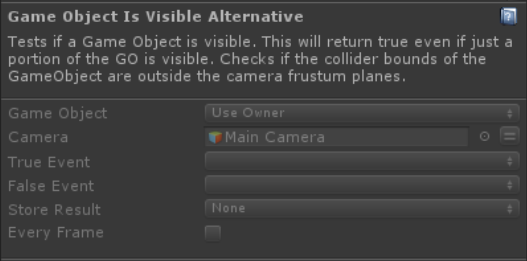 Game Object Is Visible Alternative
Tests if a Game Object is visible. This will return true even if just a
portion of the GO is visible. Checks if the collider bounds of the
GameObject are outside the camera frustum planes.
Game Object Use Owner
Camera Main Camera
True Event
False Event
Store Result None
Every Frame